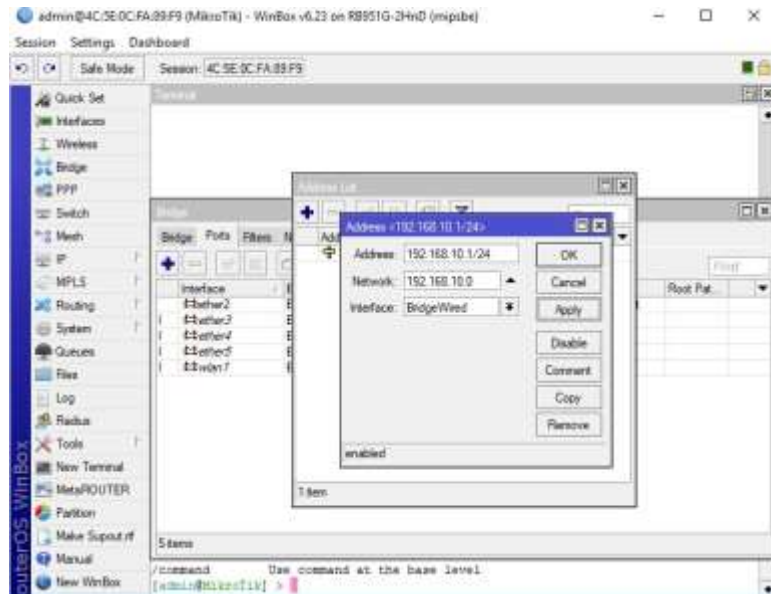 admin@4C:5E:0C:FA:89:F9 (MikroTik) - WinBox v6.23 on RB951G-2HnD (mipsbe)
Session Settings Dashboard
Safe Mode Session: 4C:5E:0C:FA:89:F9
Quick Set
Interfaces
Wireless
Bridge
PPP
Switch
Mesh
IP
MPLS
Routing
System
Queues
Files
Log
Radius
Tools
New Terminal
MetaROUTER
Partition
Make Supout.rif
Manual
New WinBox
RouterOS WinBox
Terminal
Bridge
Bridge Ports Filters
Find
Interface
Root Pat...
ether2
I ether3
I ether4
I ether5
I wlan1
5 items
Address List
1 item
Address <192.168.10.1/24>
Address: 192.168.10.1/24
Network: 192.168.10.0
Interface: BridgeWired
OK
Cancel
Apply
Disable
Comment
Copy
Remove
enabled
/command Use command at the base level
[admin@MikroTik] >